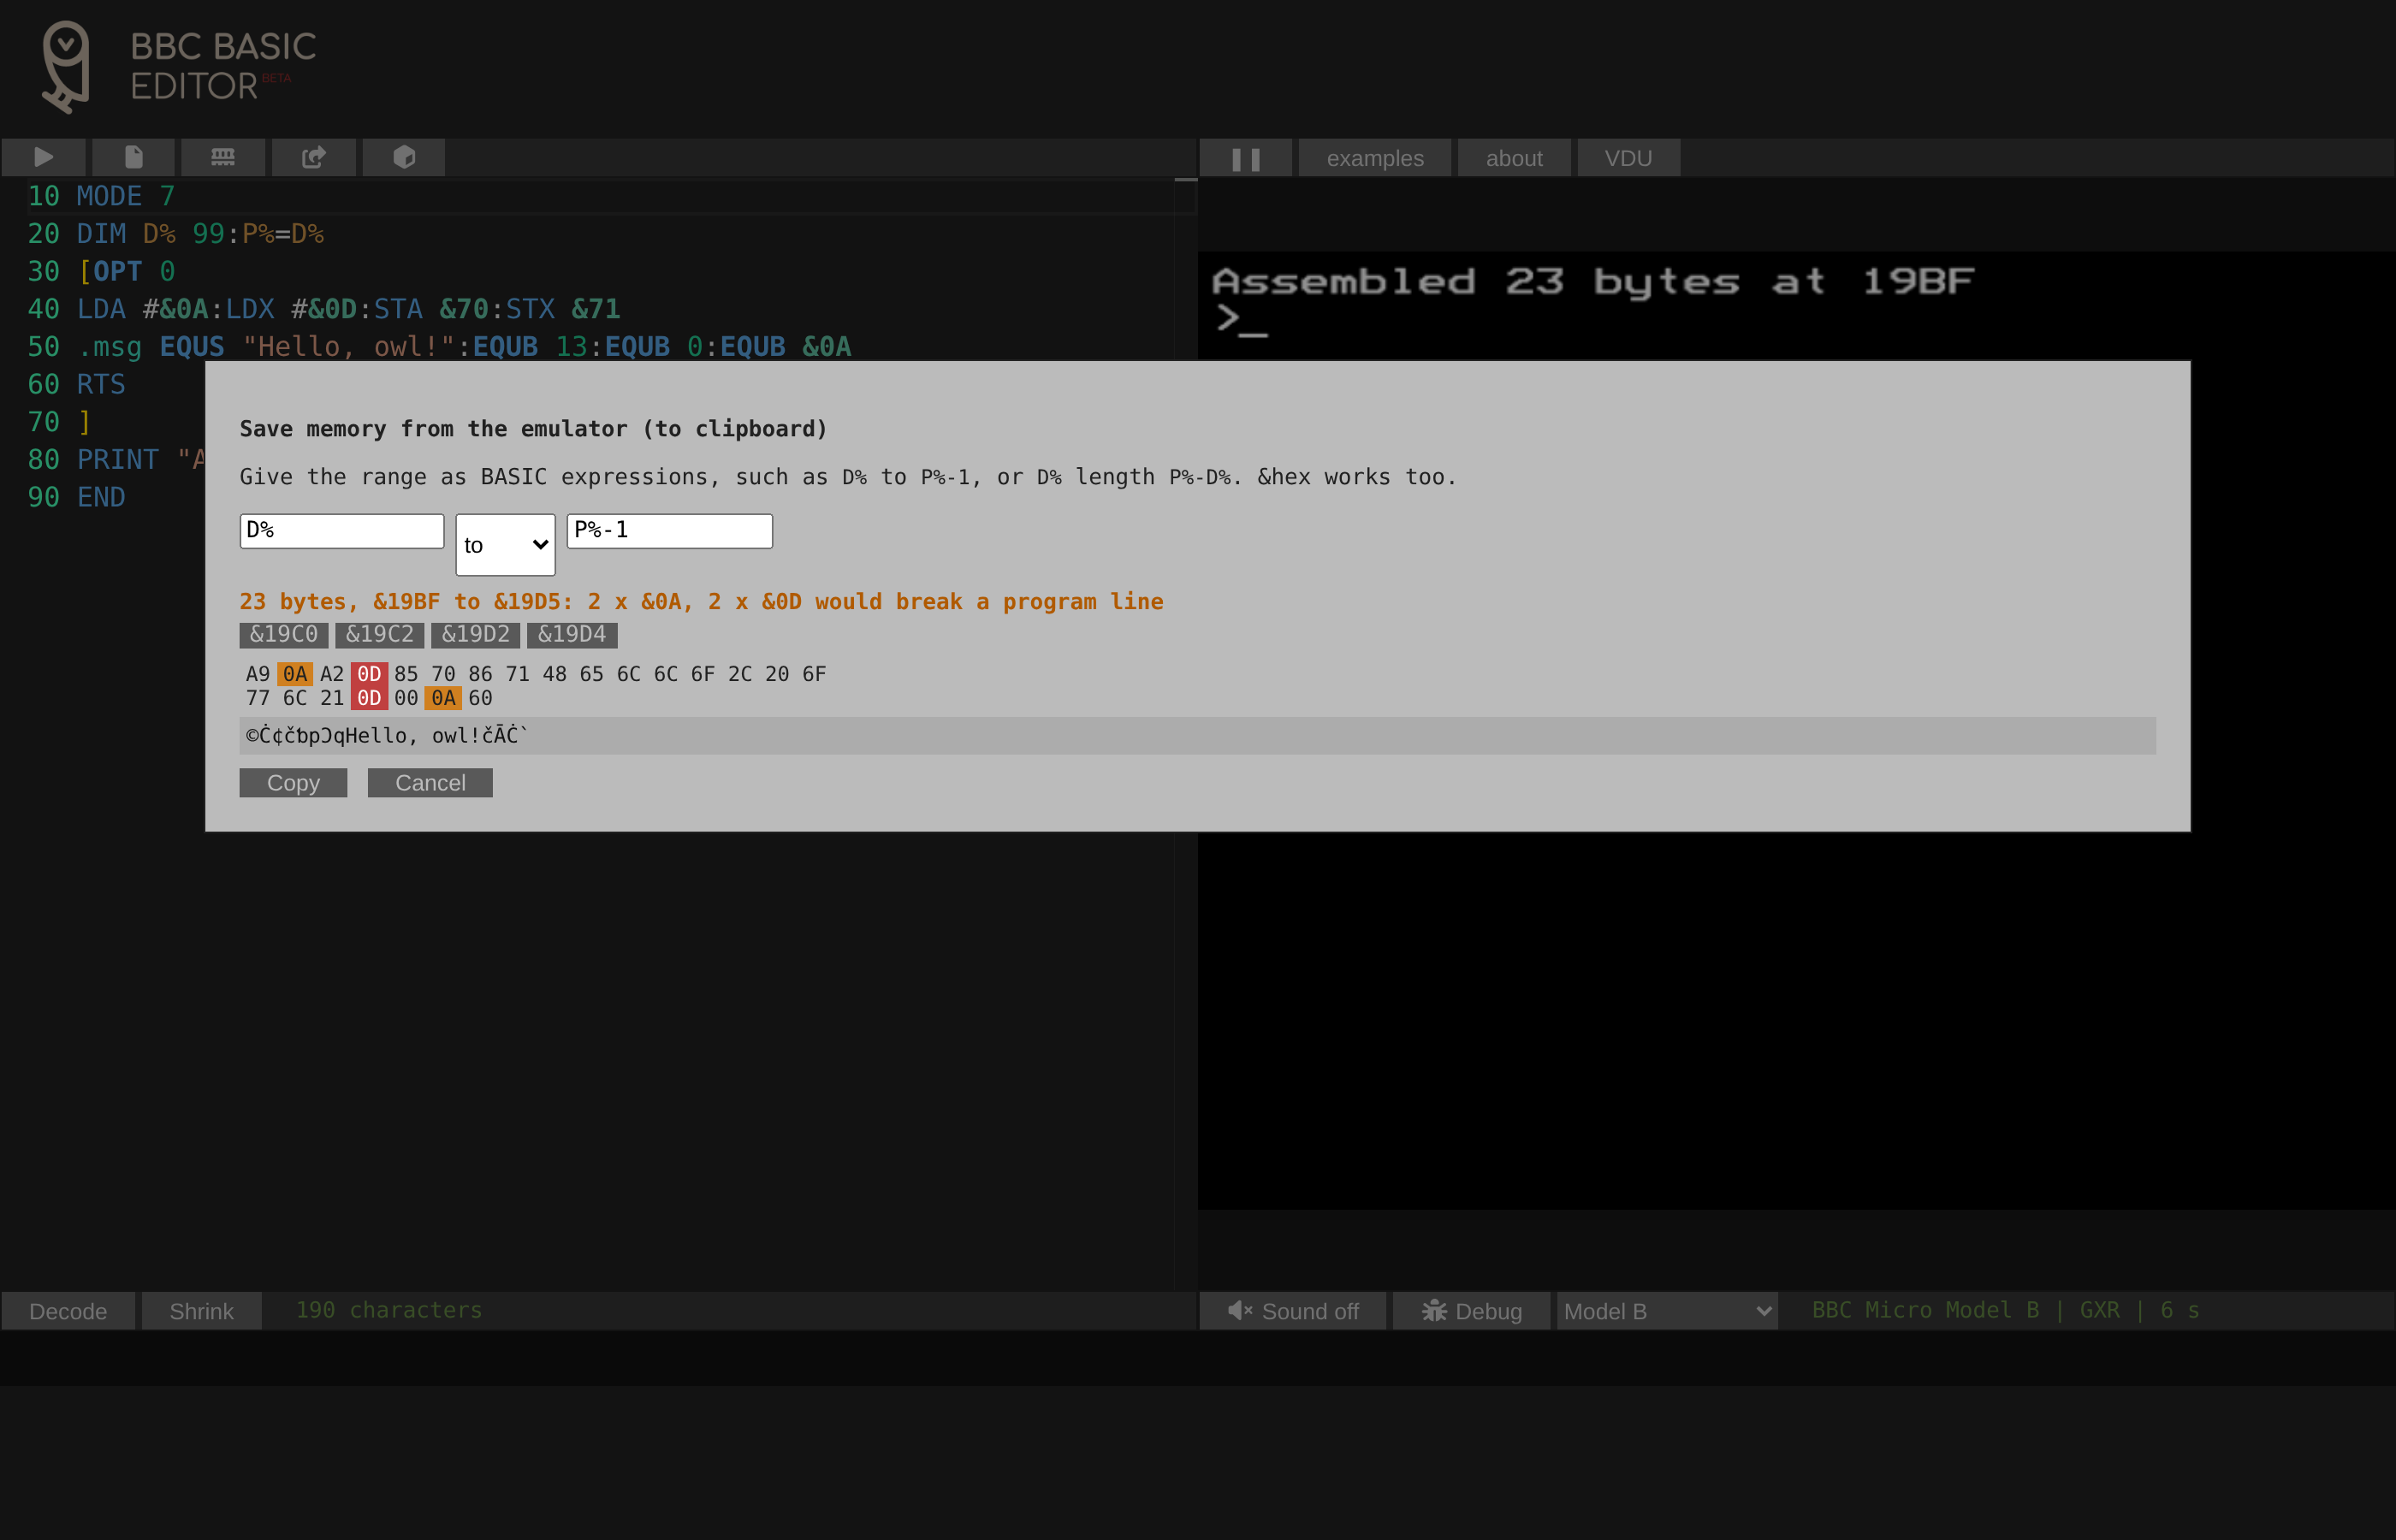 BBC BASIC
EDITOR BETA
examples
about
VDU
10 MODE 7
20 DIM D% 99:P%=D%
30 [OPT 0
40 LDA #&0A:LDX #&0D:STA &70:STX &71
50 .msg EQUS "Hello, owl!":EQUB 13:EQUB 0:EQUB &0A
60 RTS
70 ]
80 PRINT "A
90 END
Assembled 23 bytes at 19BF
>_
Save memory from the emulator (to clipboard)
Give the range as BASIC expressions, such as D% to P%-1, or D% length P%-D%. &hex works too.
D% to P%-1
23 bytes, &19BF to &19D5: 2 x &0A, 2 x &0D would break a program line
&19C0 &19C2 &19D2 &19D4
A9 0A A2 0D 85 70 86 71 48 65 6C 6C 6F 2C 20 6F
77 6C 21 0D 00 0A 60
©Ċ¢čƅpƆqHello, owl!čĀĊ`
Copy Cancel
Decode Shrink 190 characters
Sound off Debug Model B BBC Micro Model B | GXR | 6 s